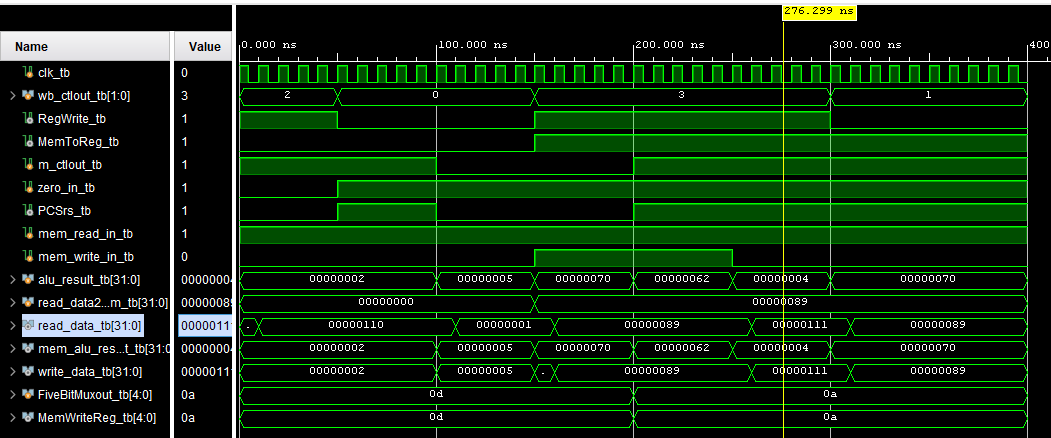 276.299 ns
Name Value 0.000 ns 100.000 ns 200.000 ns 300.000 ns 400
clk_tb 0
wb_ctlout_tb[1:0] 3 2 0 3 1
RegWrite_tb 1
MemToReg_tb 1
m_ctlout_tb 1
zero_in_tb 1
PCSrs_tb 1
mem_read_in_tb 1
mem_write_in_tb 0
alu_result_tb[31:0] 00000004 00000002 00000005 00000070 00000062 00000004 00000070
read_data2...m_tb[31:0] 00000089 00000000 00000089
read_data_tb[31:0] 00000111 . 00000110 00000001 00000089 00000111 00000089
mem_alu_res...t_tb[31:0 00000004 00000002 00000005 00000070 00000062 00000004 00000070
write_data_tb[31:0] 00000111 00000002 00000005 . 00000089 00000111 00000089
FiveBitMuxout_tb[4:0] 0a 0d 0a
MemWriteReg_tb[4:0] 0a 0d 0a